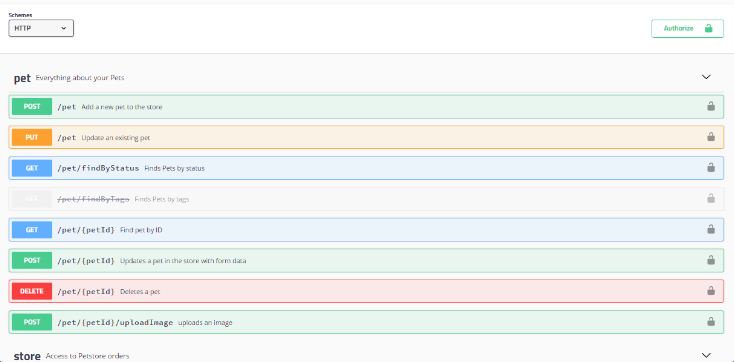 Schemes
HTTP
Authorize
pet Everything about your Pets
POST /pet Add a new pet to the store
PUT /pet Update an existing pet
GET /pet/findByStatus Finds Pets by status
GET /pet/findByTags Finds Pets by tags
GET /pet/{petId} Find pet by ID
POST /pet/{petId} Updates a pet in the store with form data
DELETE /pet/{petId} Deletes a pet
POST /pet/{petId}/uploadImage uploads an image
store Access to Petstore orders